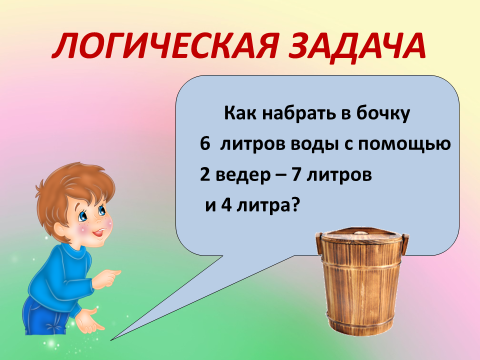 ЛОГИЧЕСКАЯ ЗАДАЧА
Как набрать в бочку
6 литров воды с помощью
2 ведер – 7 литров
и 4 литра?